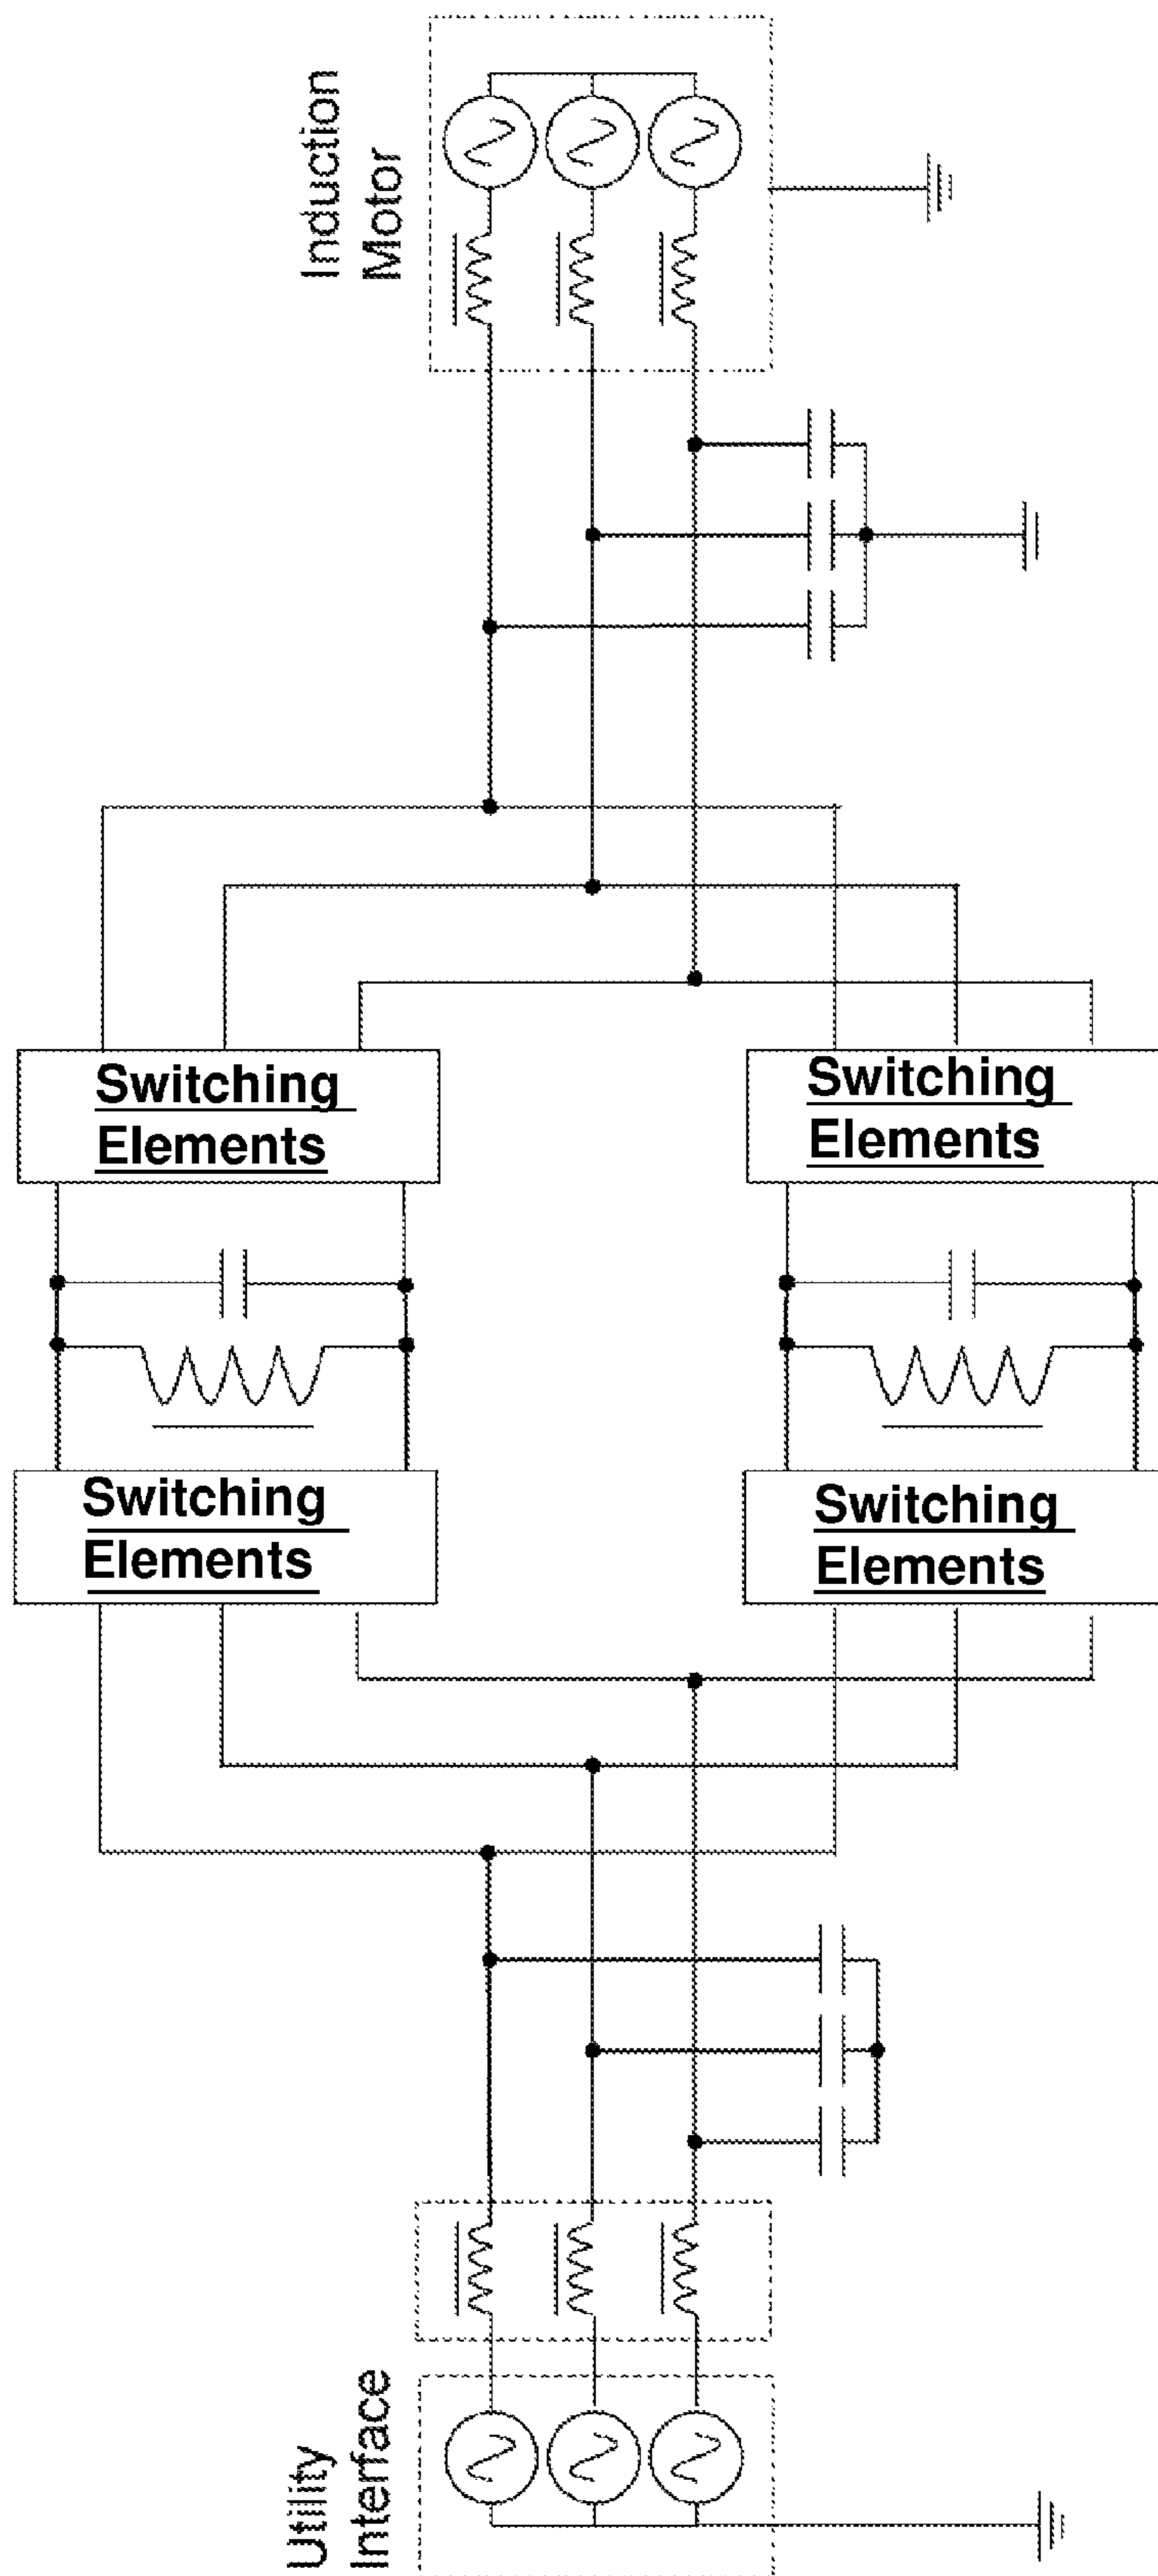 Induction
Motor
Switching
Elements
Switching
Elements
Switching
Elements
Switching
Elements
Utility
Interface